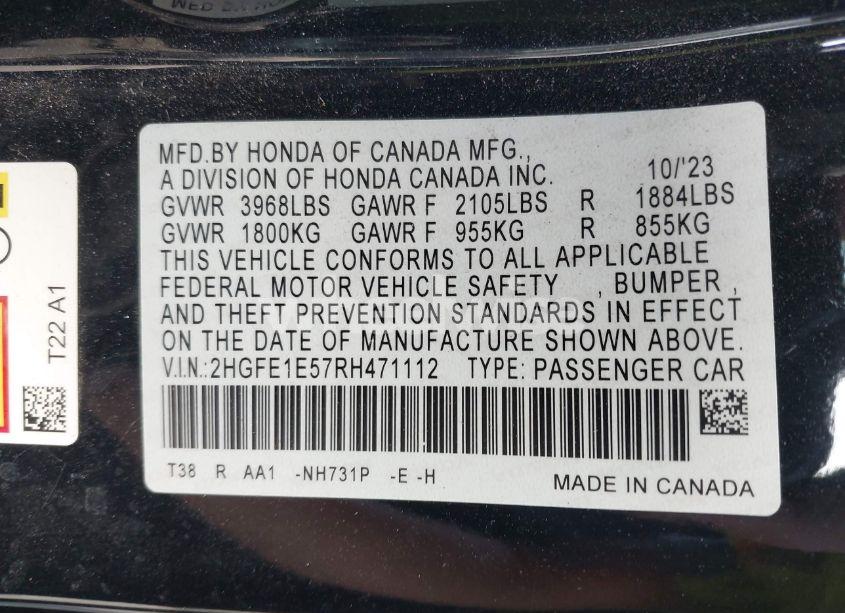 MFD.BY HONDA OF CANADA MFG.,
A DIVISION OF HONDA CANADA INC. 10/'23
GVWR 3968LBS GAWR F 2105LBS R 1884LBS
GVWR 1800KG GAWR F 955KG R 855KG
THIS VEHICLE CONFORMS TO ALL APPLICABLE
FEDERAL MOTOR VEHICLE SAFETY , BUMPER ,
AND THEFT PREVENTION STANDARDS IN EFFECT
ON THE DATE OF MANUFACTURE SHOWN ABOVE.
V.I.N.:2HGFE1E57RH471112 TYPE: PASSENGER CAR
T38 R AA1 -NH731P -E -H
MADE IN CANADA
T22 A1